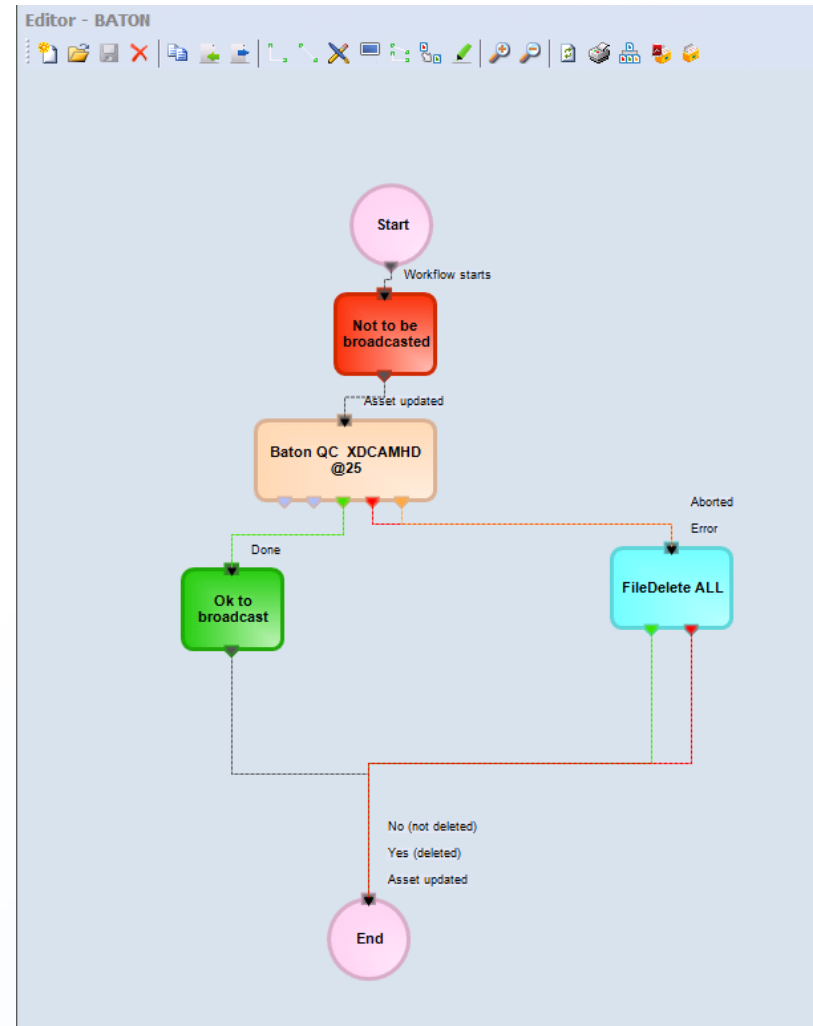 Editor - BATON
Start
Workflow starts
Not to be
broadcasted
Asset updated
Baton QC XDCAMHD
@25
Aborted
Error
Done
FileDelete ALL
Ok to
broadcast
No (not deleted)
Yes (deleted)
Asset updated
End